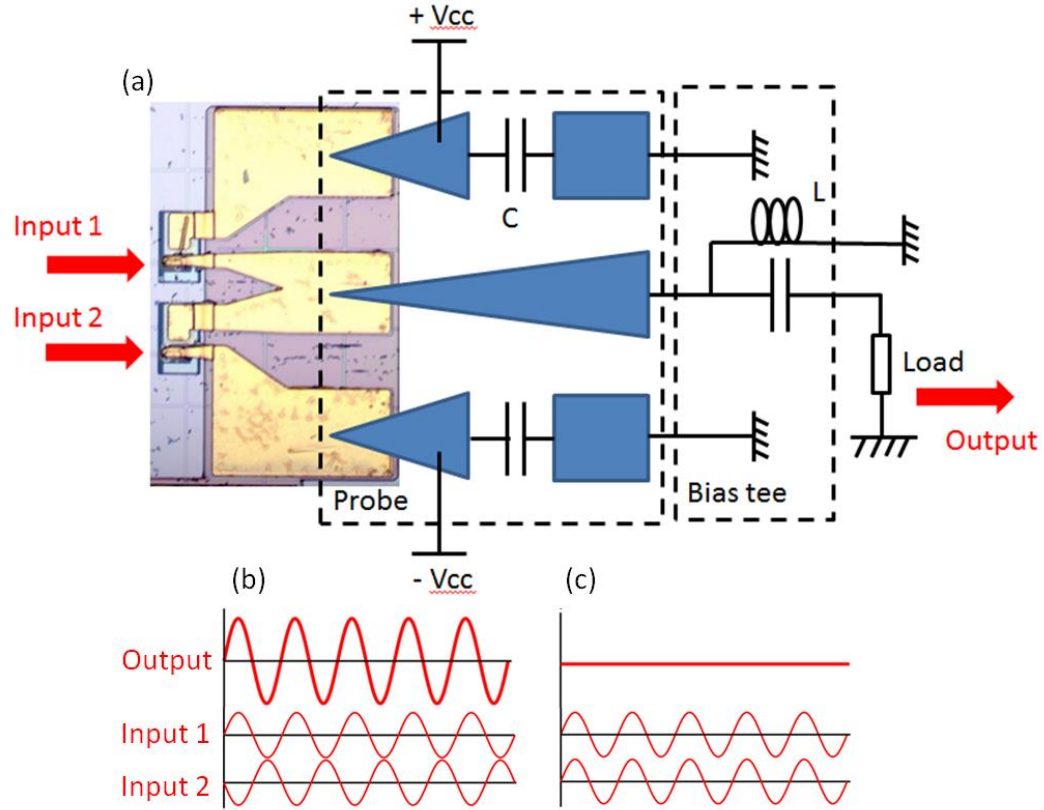 + Vcc
(a)
Input 1
C
L
Input 2
Load
Output
Probe
Bias tee
- Vcc
(b)
(c)
Output
Input 1
Input 2